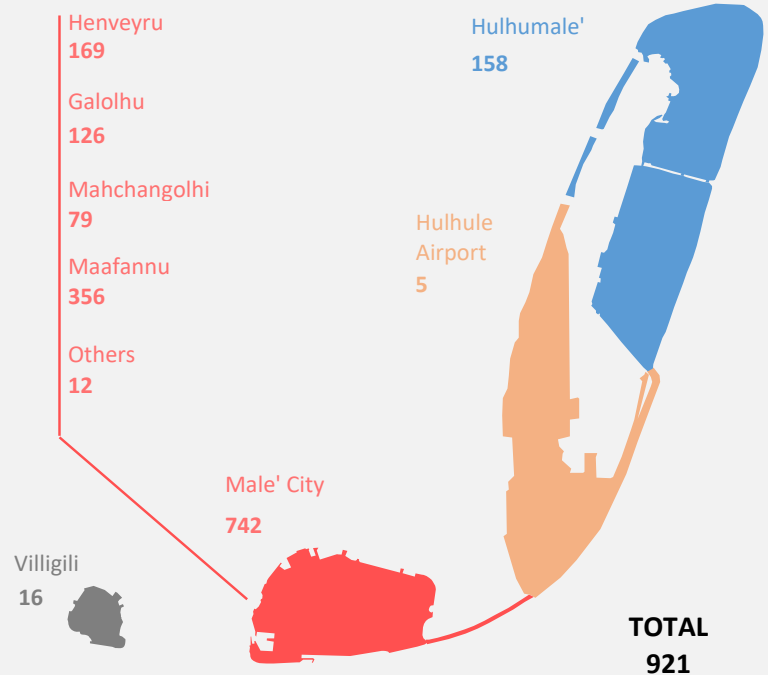 Henveyru
169
Galolhu
126
Mahchangolhi
79
Maafannu
356
Others
12
Hulhumale'
158
Hulhule
Airport
5
Male' City
742
Villigili
16
TOTAL
921